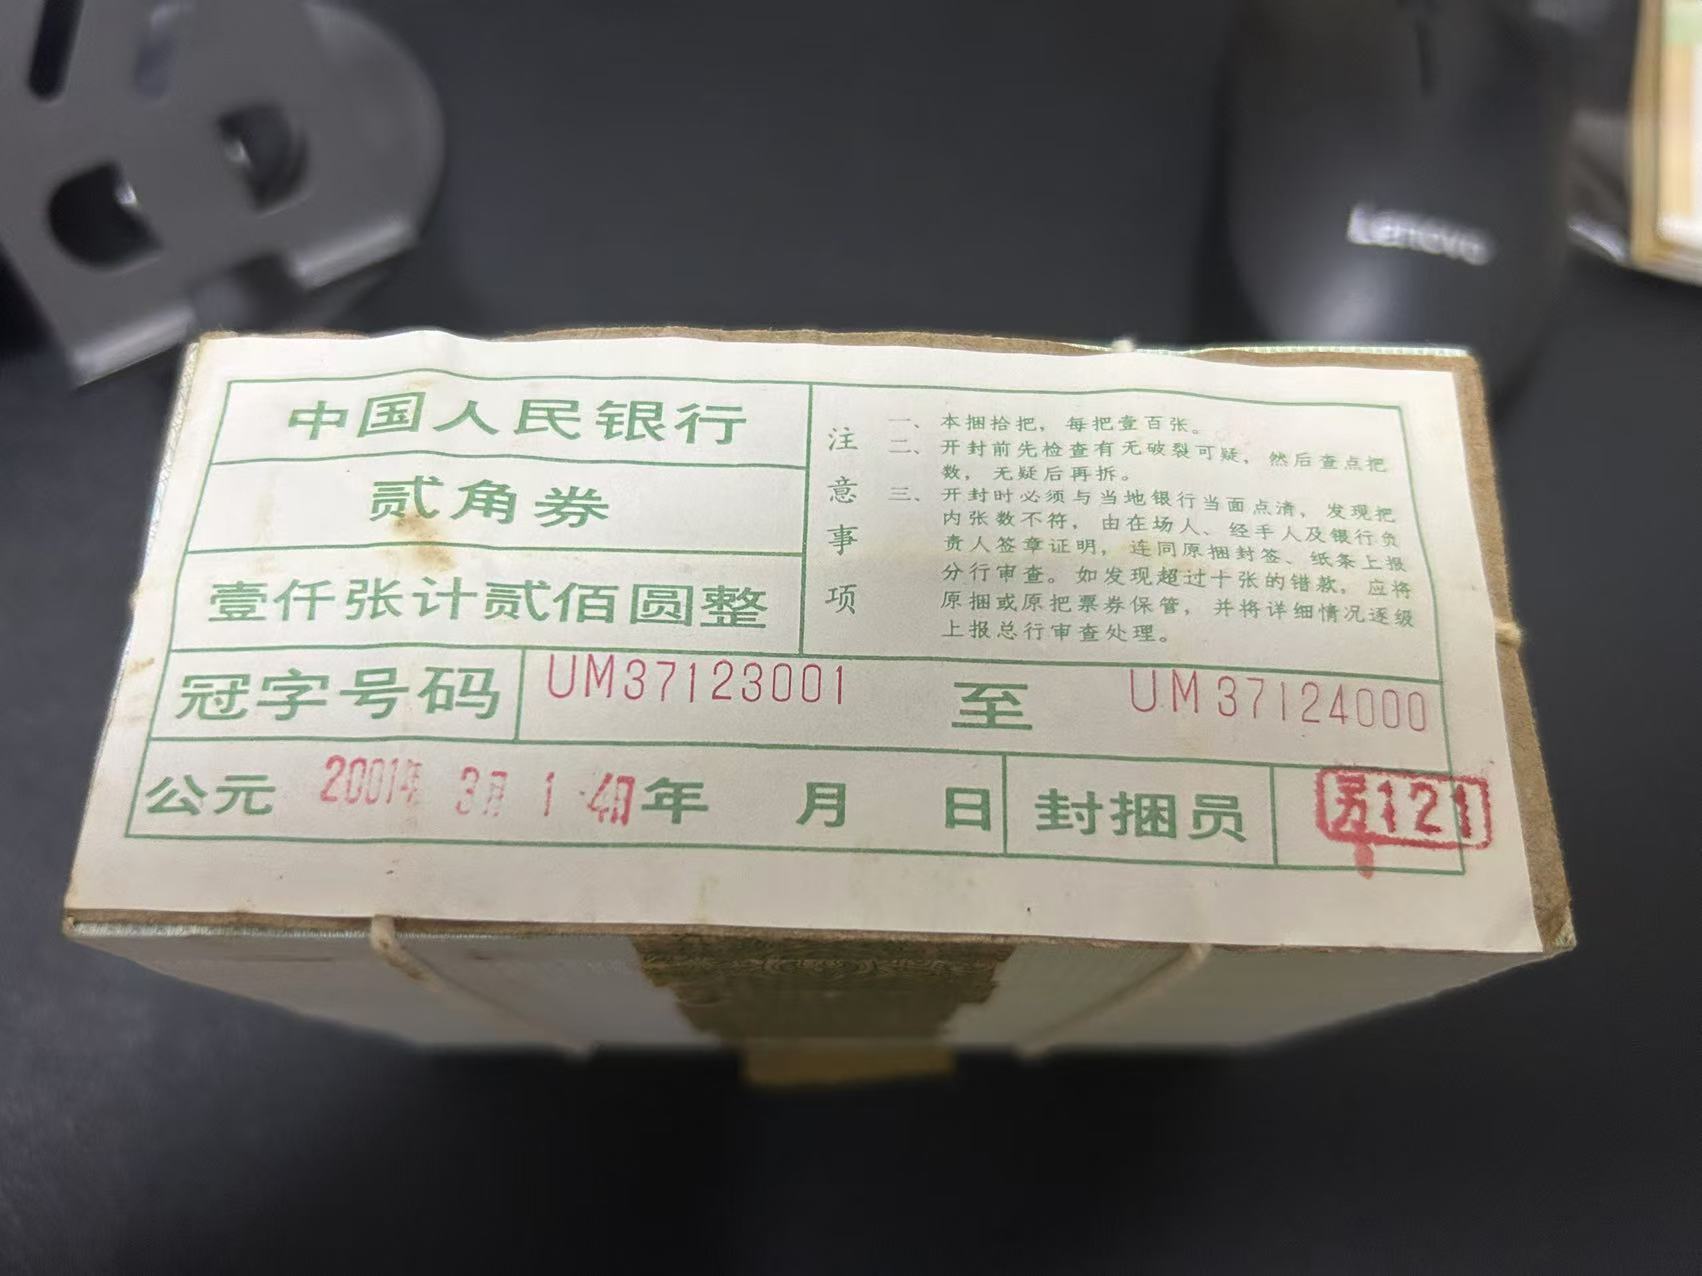 Lenovo
中国人民银行
贰角券
壹仟张计贰佰圆整
注意事项
一、本捆拾把，每把壹百张。
二、开封前先检查有无破裂可疑，然后查点把
数，无疑后再拆。
三、开封时必须与当地银行当面点清，发现把
内张数不符，由在场人、经手人及银行负
责人签章证明，连同原捆封签、纸条上报
分行审查。如发现超过十张的错款，应将
原捆或原把票券保管，并将详细情况逐级
上报总行审查处理。
冠字号码 UM37123001 至 UM37124000
公元 2001年 3月 1 年 月 日 封捆员 121